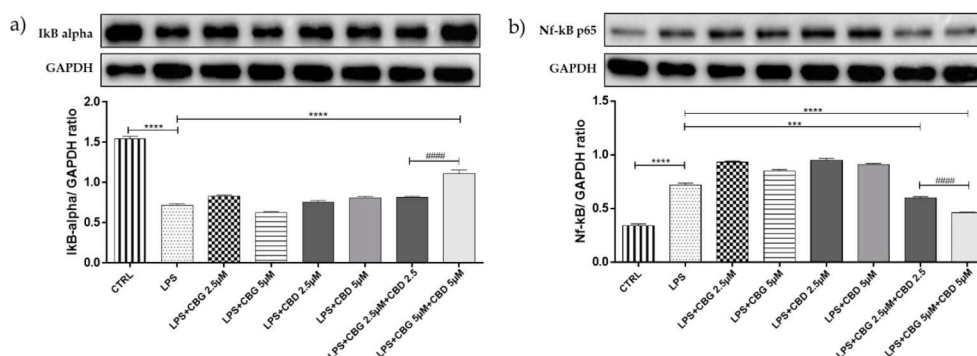 a)
IkB alpha
GAPDH
IkB-alpha/ GAPDH ratio
2.0
1.5
1.0
0.5
0.0
****
****
####
CTRL
LPS
LPS+CBG 2.5µM
LPS+CBG 5µM
LPS+CBD 2.5µM
LPS+CBD 5µM
LPS+CBG 2.5µM+CBD 2.5
LPS+CBG 5µM+CBD 5µM
b)
Nf-kB p65
GAPDH
Nf-kB/ GAPDH ratio
1.5
1.0
0.5
0.0
****
***
****
####
CTRL
LPS
LPS+CBG 2.5µM
LPS+CBG 5µM
LPS+CBD 2.5µM
LPS+CBD 5µM
LPS+CBG 2.5µM+CBD 2.5
LPS+CBG 5µM+CBD 5µM